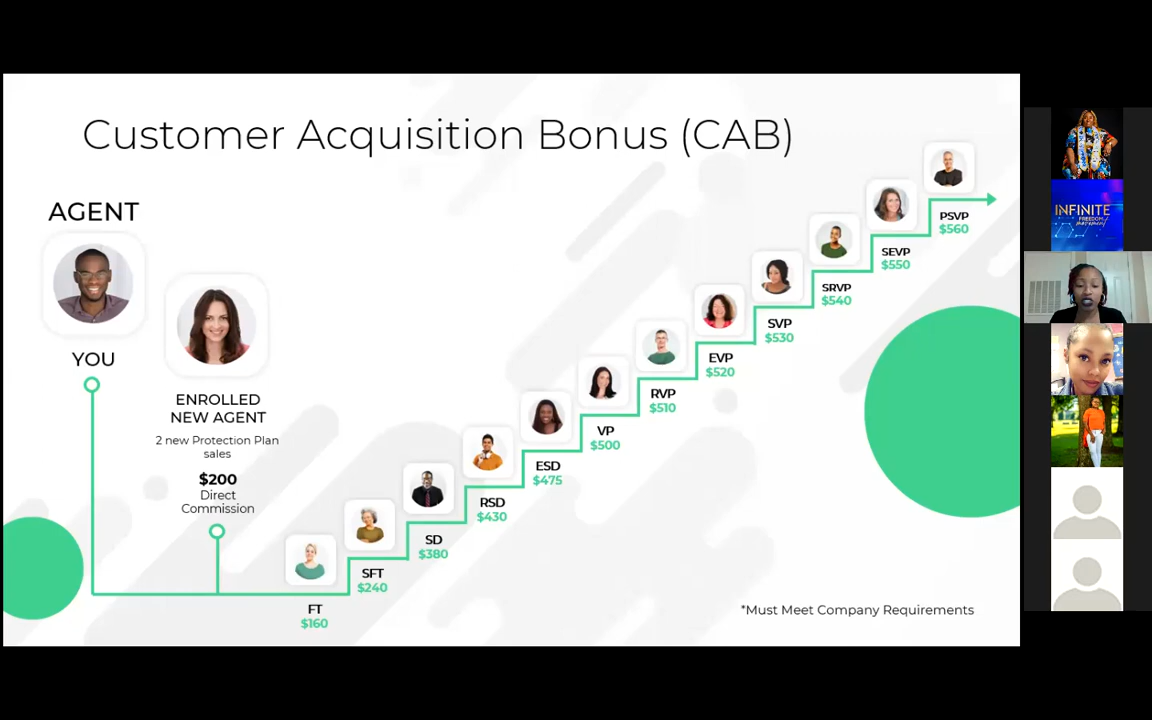 Customer Acquisition Bonus (CAB)
AGENT
YOU
ENROLLED
NEW AGENT
2 new Protection Plan
sales
$200
Direct
Commission
FT
$160
SFT
$240
SD
$380
RSD
$430
ESD
$475
VP
$500
RVP
$510
EVP
$520
SVP
$530
SRVP
$540
SEVP
$550
PSVP
$560
*Must Meet Company Requirements
INFINITE
FREEDOM
movement